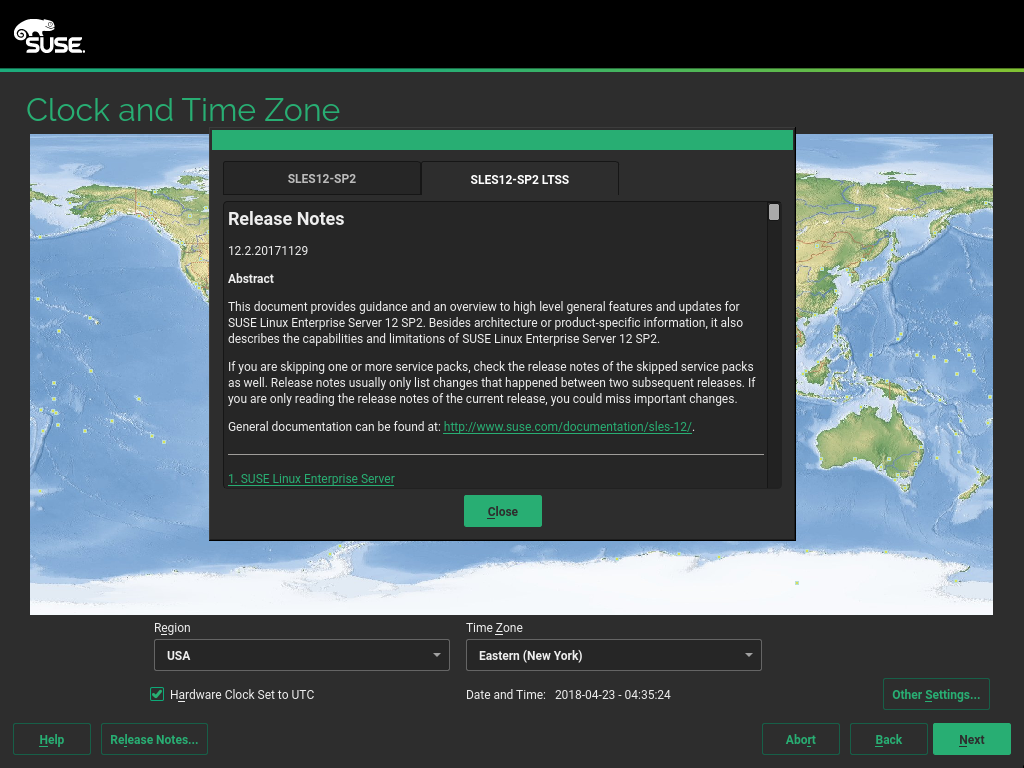 SUSE.
Clock and Time Zone
SLES12-SP2
SLES12-SP2 LTSS
Release Notes
12.2.20171129
Abstract
This document provides guidance and an overview to high level general features and updates for
SUSE Linux Enterprise Server 12 SP2. Besides architecture or product-specific information, it also
describes the capabilities and limitations of SUSE Linux Enterprise Server 12 SP2.
If you are skipping one or more service packs, check the release notes of the skipped service packs
as well. Release notes usually only list changes that happened between two subsequent releases. If
you are only reading the release notes of the current release, you could miss important changes.
General documentation can be found at: http://www.suse.com/documentation/sles-12/.
1. SUSE Linux Enterprise Server
Close
Region
Time Zone
USA
Eastern (New York)
Hardware Clock Set to UTC
Date and Time: 2018-04-23 - 04:35:24
Other Settings...
Help
Release Notes...
Abort
Back
Next